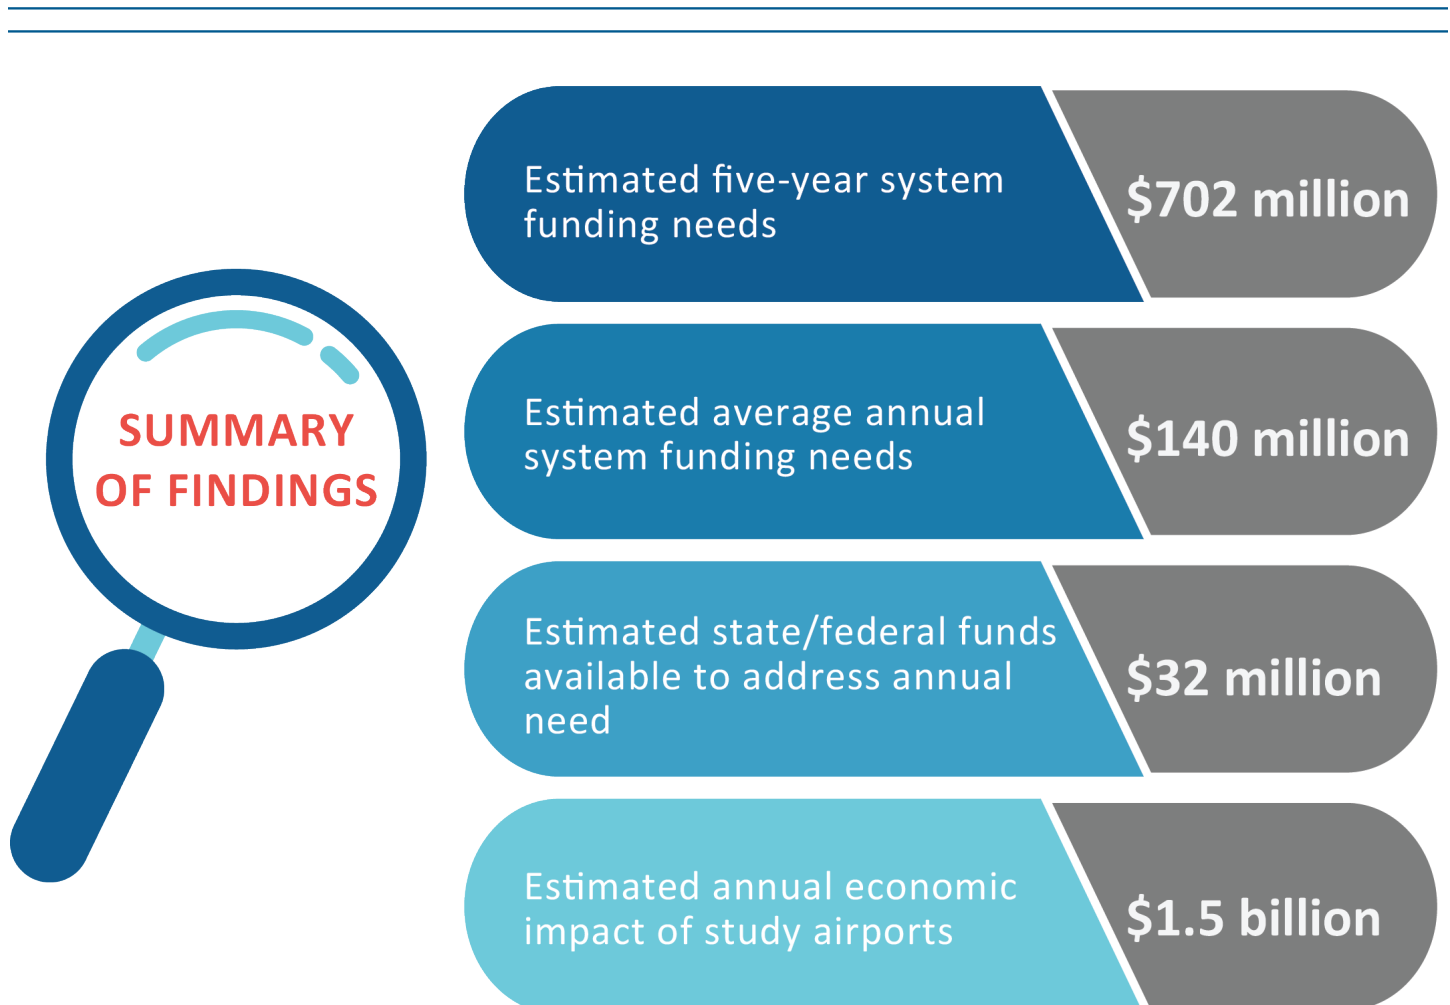 SUMMARY
OF FINDINGS
Estimated five-year system
funding needs
$702 million
Estimated average annual
system funding needs
$140 million
Estimated state/federal funds
available to address annual
need
$32 million
Estimated annual economic
impact of study airports
$1.5 billion